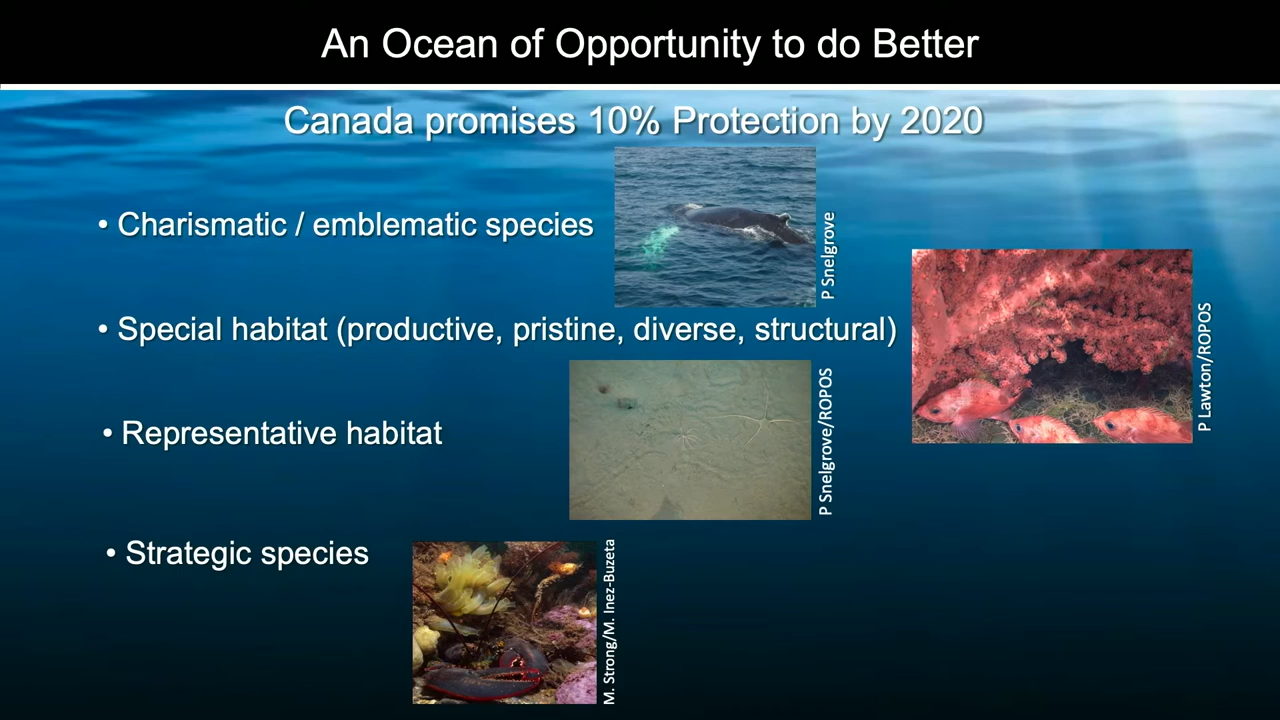 An Ocean of Opportunity to do Better
Canada promises 10% Protection by 2020
• Charismatic / emblematic species
P Snelgrove
• Special habitat (productive, pristine, diverse, structural)
P Lawton/ROPOS
• Representative habitat
P Snelgrove/ROPOS
• Strategic species
M. Strong/M. Inez-Buzeta